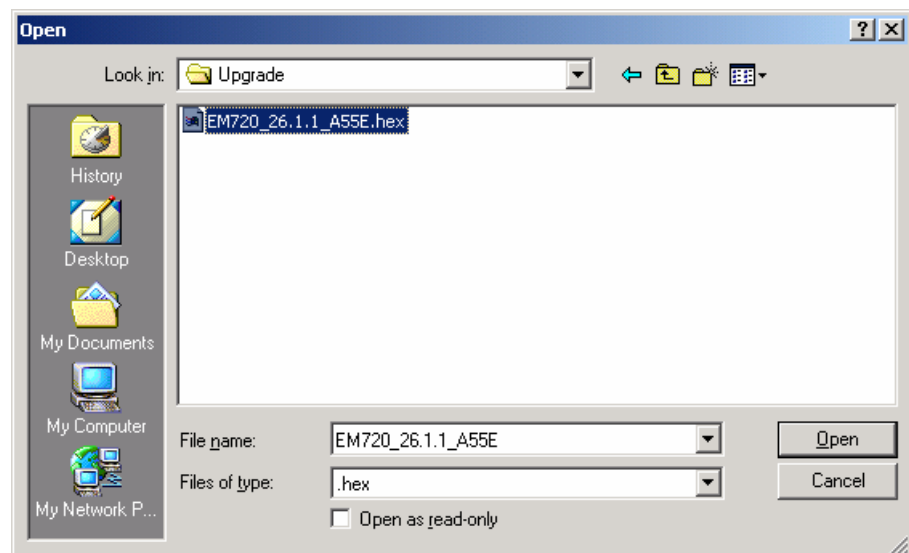 Open
Look in: Upgrade
EM720_26.1.1_A55E.hex
History
Desktop
My Documents
My Computer
My Network P...
File name: EM720_26.1.1_A55E Open
Files of type: .hex Cancel
Open as read-only